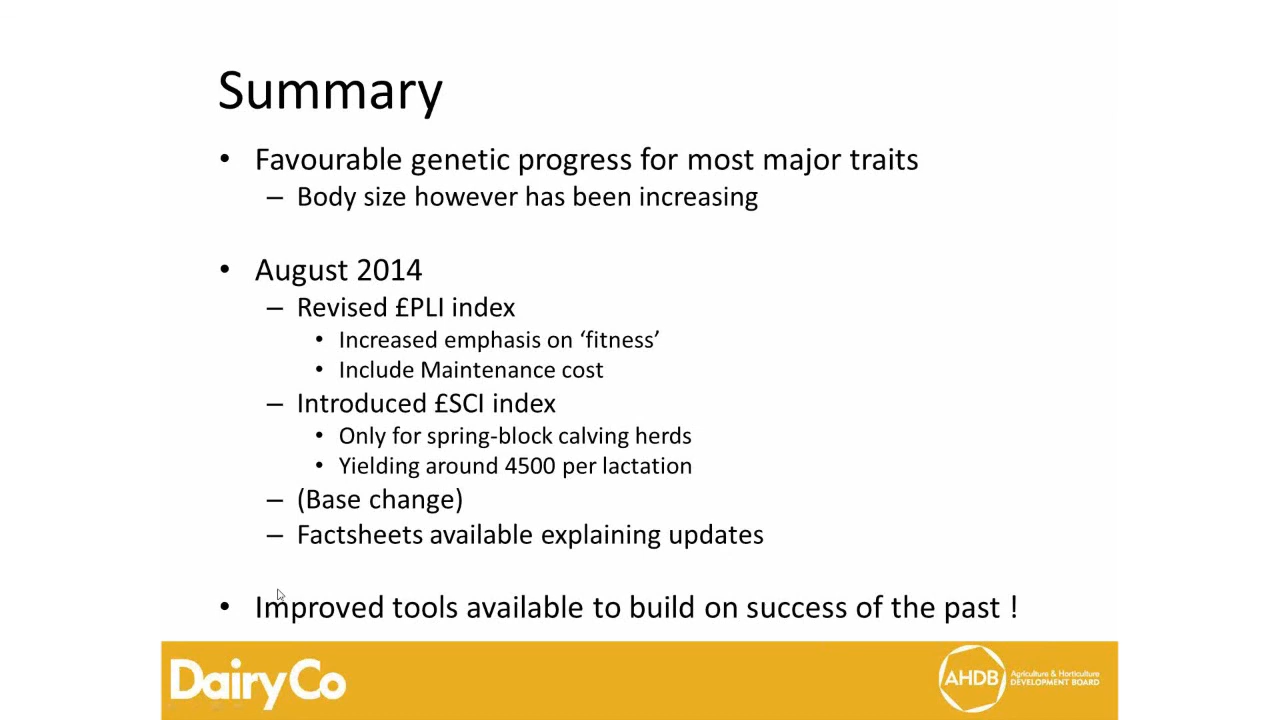 Summary
• Favourable genetic progress for most major traits
– Body size however has been increasing
• August 2014
– Revised £PLI index
• Increased emphasis on ‘fitness’
• Include Maintenance cost
– Introduced £SCI index
• Only for spring-block calving herds
• Yielding around 4500 per lactation
– (Base change)
– Factsheets available explaining updates
• Improved tools available to build on success of the past !
DairyCo
AHDB
Agriculture & Horticulture
DEVELOPMENT BOARD